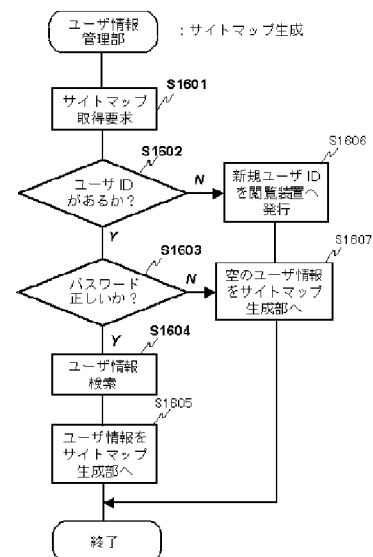 ユーザ情報
管理部
：サイトマップ生成
S1601
サイトマップ
取得要求
S1602
ユーザID
があるか？
N
S1606
新規ユーザID
を閲覧装置へ
発行
Y
S1603
パスワード
正しいか？
N
S1607
空のユーザ情報
をサイトマップ
生成部へ
Y
S1604
ユーザ情報
検索
S1605
ユーザ情報を
サイトマップ
生成部へ
終了